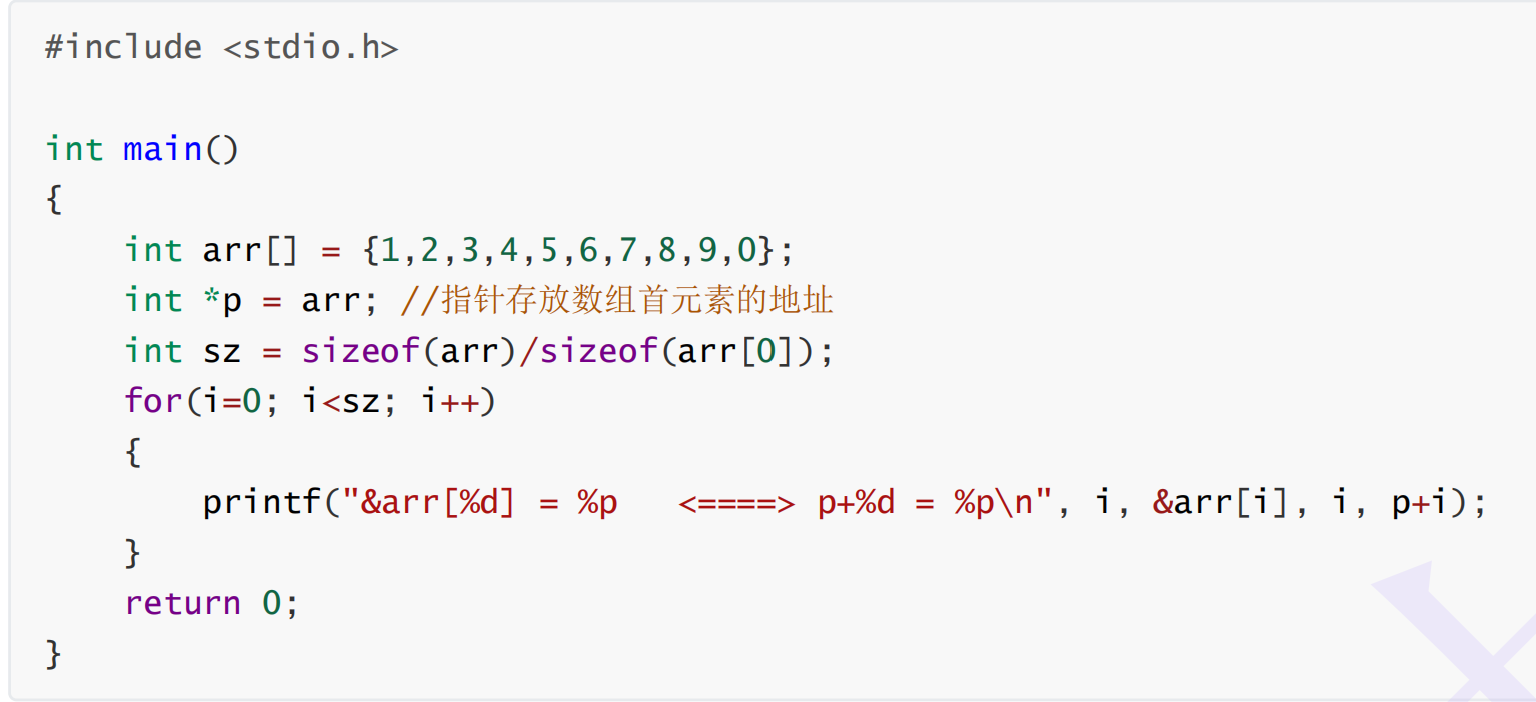 #include <stdio.h>

int main()
{
    int arr[] = {1,2,3,4,5,6,7,8,9,0};
    int *p = arr; //指针存放数组首元素的地址
    int sz = sizeof(arr)/sizeof(arr[0]);
    for(i=0; i<sz; i++)
    {
        printf("&arr[%d] = %p   <====> p+%d = %p\n", i, &arr[i], i, p+i);
    }
    return 0;
}